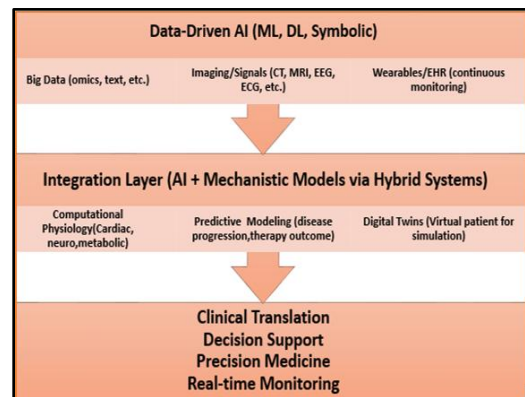 Data-Driven AI (ML, DL, Symbolic)
Big Data (omics, text, etc.)
Imaging/Signals (CT, MRI, EEG,
ECG, etc.)
Wearables/EHR (continuous
monitoring)
Integration Layer (AI + Mechanistic Models via Hybrid Systems)
Computational
Physiology(Cardiac,
neuro,metabolic)
Predictive Modeling (disease
progression,therapy outcome)
Digital Twins (Virtual patient for
simulation)
Clinical Translation
Decision Support
Precision Medicine
Real-time Monitoring